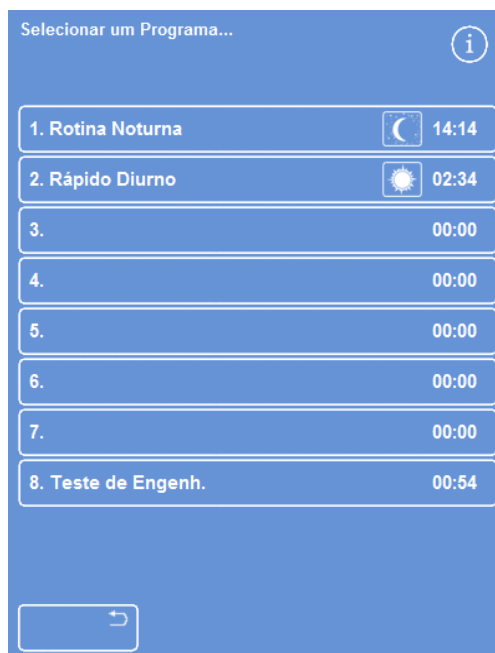 Selecionar um Programa...
i
1. Rotina Noturna 14:14
2. Rápido Diurno 02:34
3. 00:00
4. 00:00
5. 00:00
6. 00:00
7. 00:00
8. Teste de Engenh. 00:54